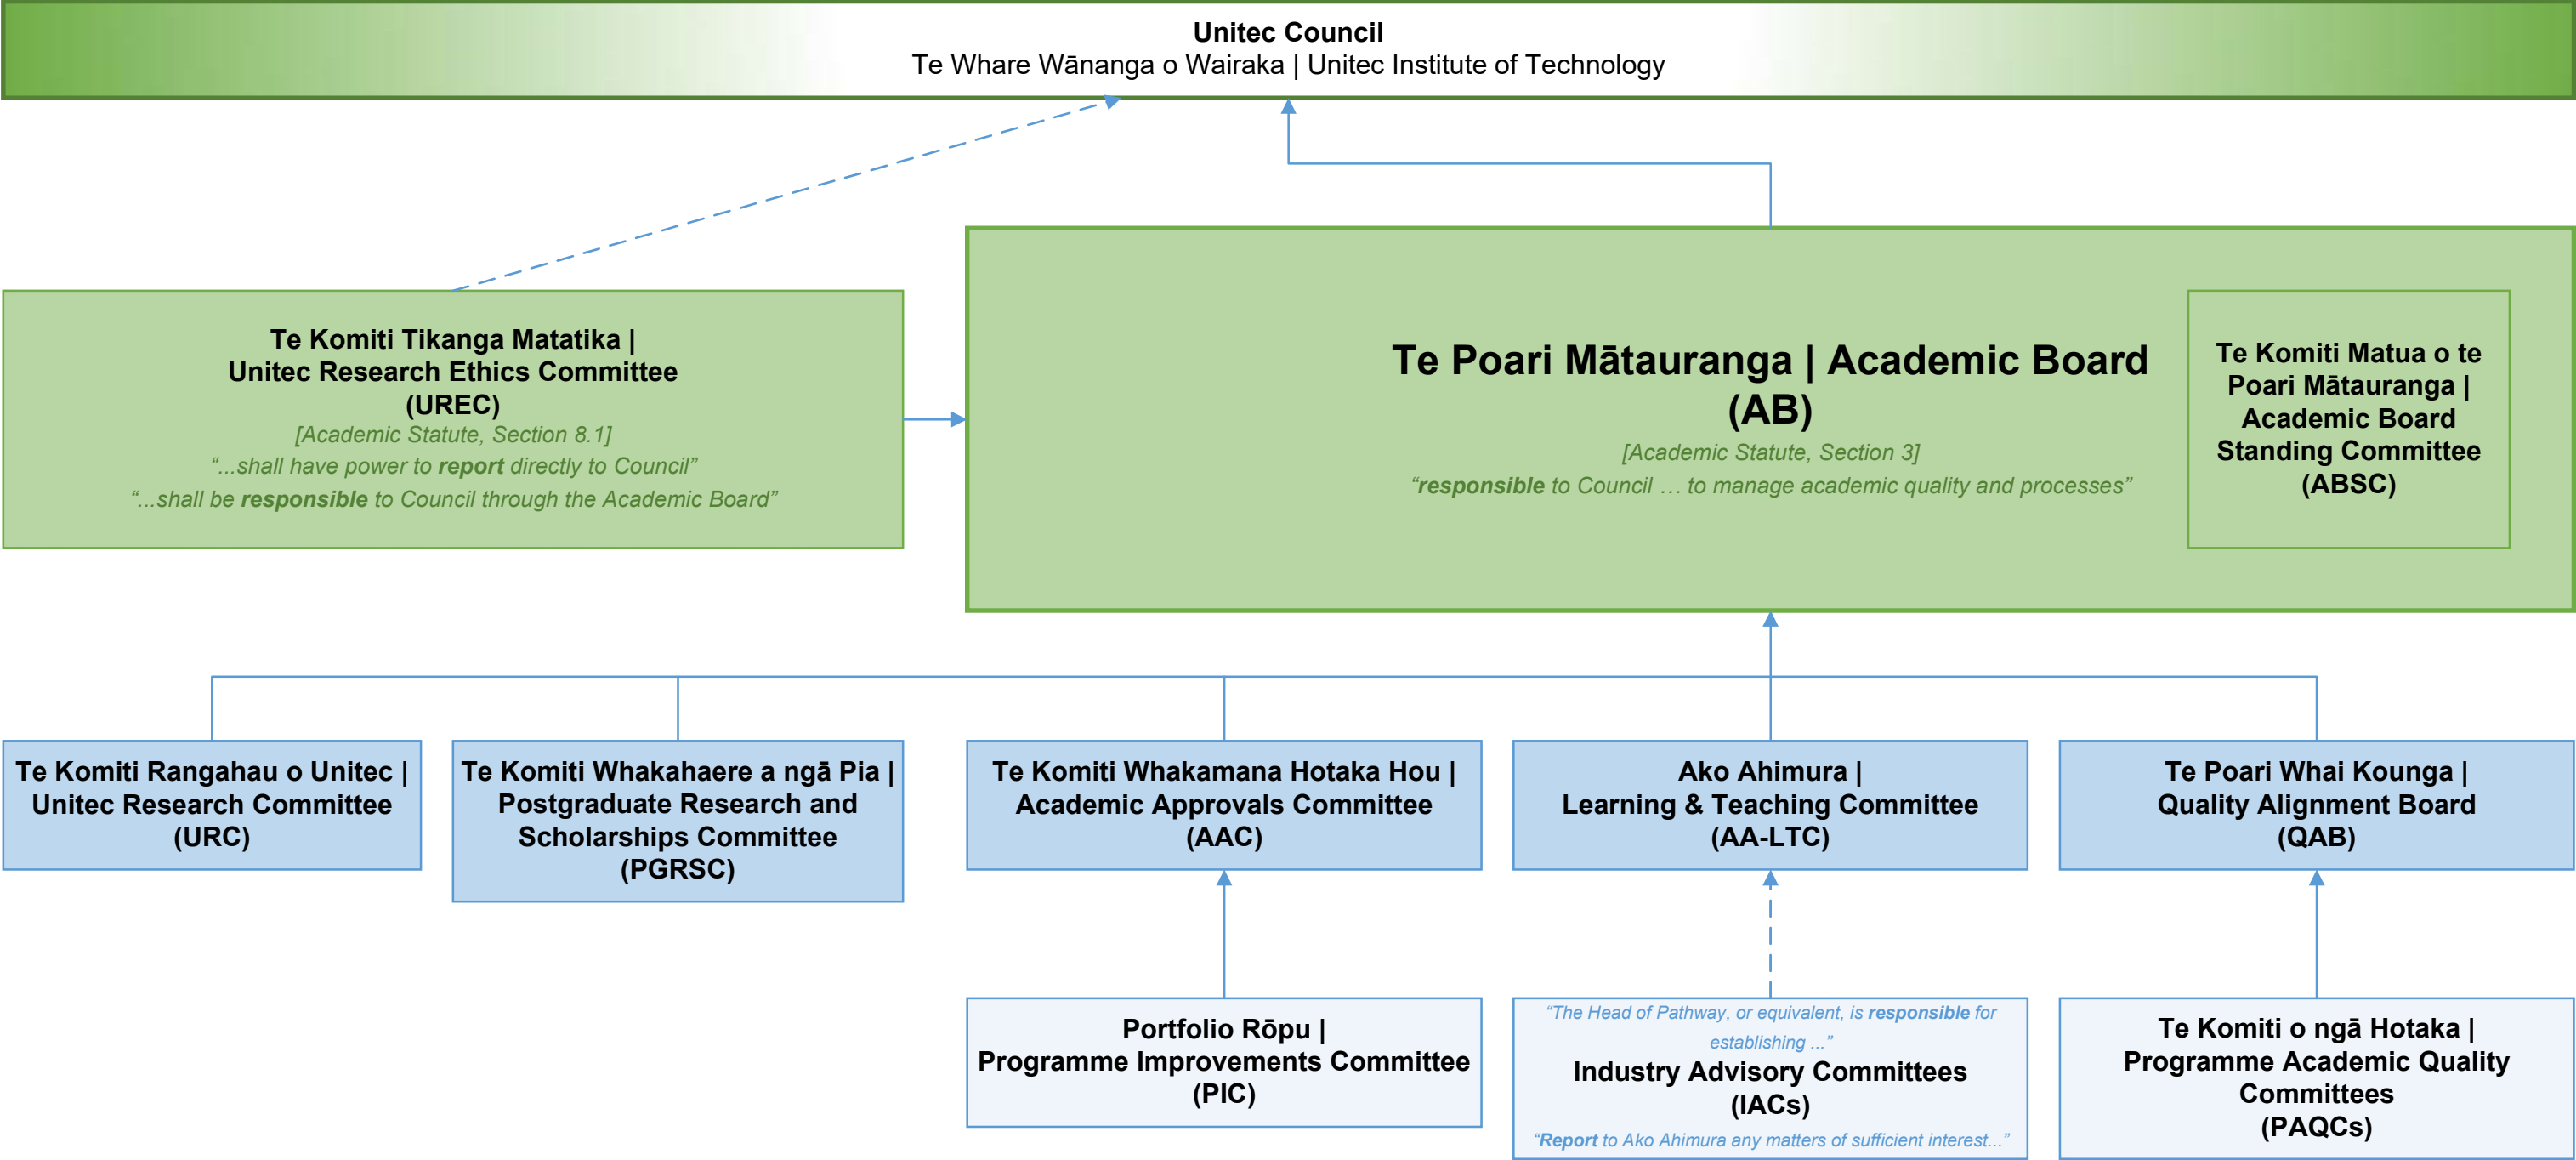 Unitec Council
Te Whare Wānanga o Wairaka | Unitec Institute of Technology
Te Komiti Tikanga Matatika |
Unitec Research Ethics Committee
(UREC)
[Academic Statute, Section 8.1]
“...shall have power to report directly to Council”
“...shall be responsible to Council through the Academic Board”
Te Poari Mātauranga | Academic Board
(AB)
[Academic Statute, Section 3]
“responsible to Council … to manage academic quality and processes”
Te Komiti Matua o te
Poari Mātauranga |
Academic Board
Standing Committee
(ABSC)
Te Komiti Rangahau o Unitec |
Unitec Research Committee
(URC)
Te Komiti Whakahaere a ngā Pia |
Postgraduate Research and
Scholarships Committee
(PGRSC)
Te Komiti Whakamana Hotaka Hou |
Academic Approvals Committee
(AAC)
Ako Ahimura |
Learning & Teaching Committee
(AA-LTC)
Te Poari Whai Kounga |
Quality Alignment Board
(QAB)
Portfolio Rōpu |
Programme Improvements Committee
(PIC)
“The Head of Pathway, or equivalent, is responsible for
establishing ...”
Industry Advisory Committees
(IACs)
“Report to Ako Ahimura any matters of sufficient interest...”
Te Komiti o ngā Hotaka |
Programme Academic Quality
Committees
(PAQCs)